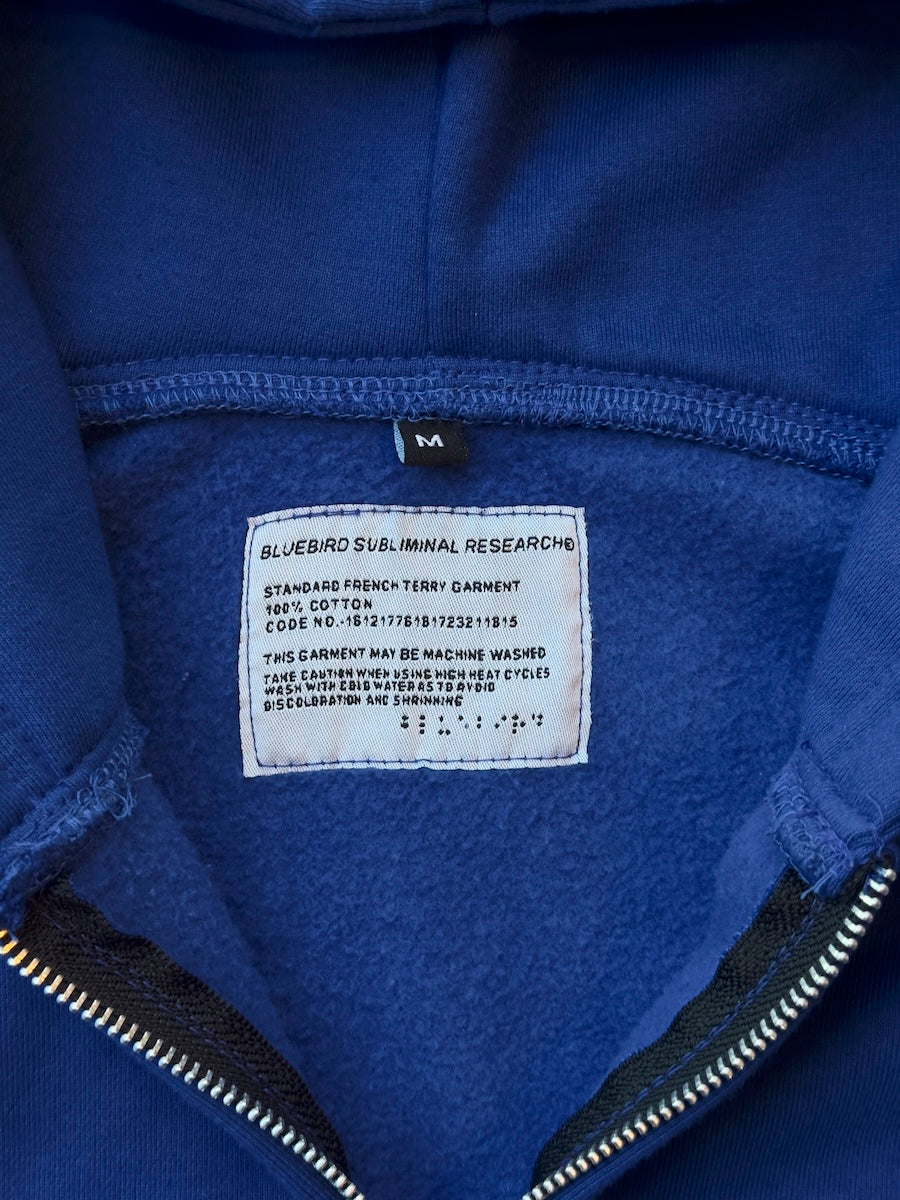 M
BLUEBIRD SUBLIMINAL RESEARCH®
STANDARD FRENCH TERRY GARMENT
100% COTTON
CODE NO.-16121776181723211815
THIS GARMENT MAY BE MACHINE WASHED
TAKE CAUTION WHEN USING HIGH HEAT CYCLES
WASH WITH COLD WATER AS TO AVOID
DISCOLORATION AND SHRINNING